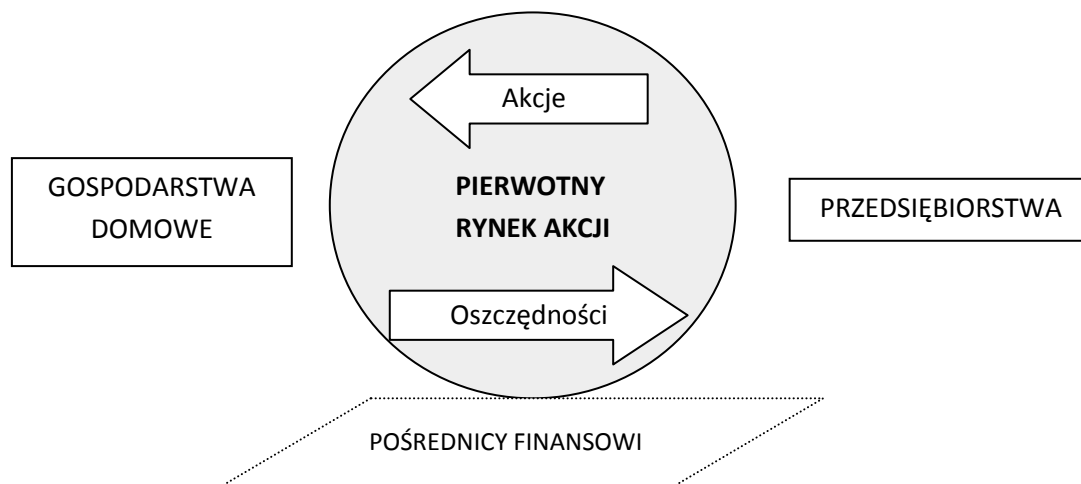 Akcje
GOSPODARSTWA
DOMOWE
PIERWOTNY
RYNEK AKCJI
PRZEDSIĘBIORSTWA
Oszczędności
POŚREDNICY FINANSOWI